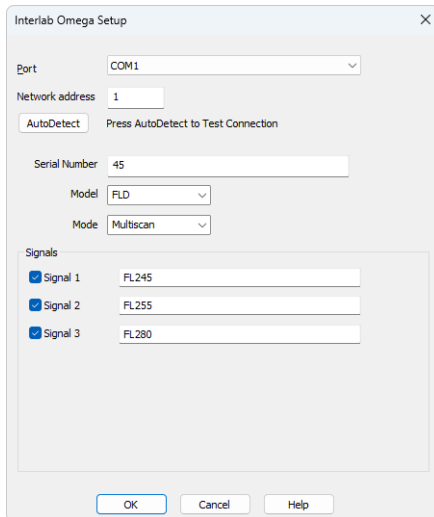 Interlab Omega Setup
Port COM1
Network address 1
AutoDetect Press AutoDetect to Test Connection
Serial Number 45
Model FLD
Mode Multiscan
Signals
Signal 1 FL245
Signal 2 FL255
Signal 3 FL280
OK Cancel Help